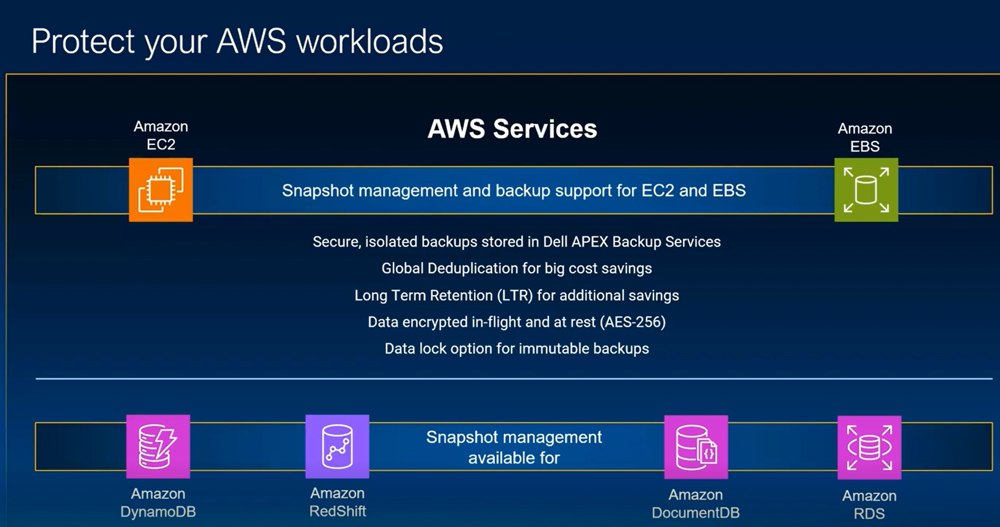 Protect your AWS workloads
AWS Services
Amazon
EC2
Amazon
EBS
Snapshot management and backup support for EC2 and EBS
Secure, isolated backups stored in Dell APEX Backup Services
Global Deduplication for big cost savings
Long Term Retention (LTR) for additional savings
Data encrypted in-flight and at rest (AES-256)
Data lock option for immutable backups
Snapshot management
available for
Amazon
DynamoDB
Amazon
RedShift
Amazon
DocumentDB
Amazon
RDS